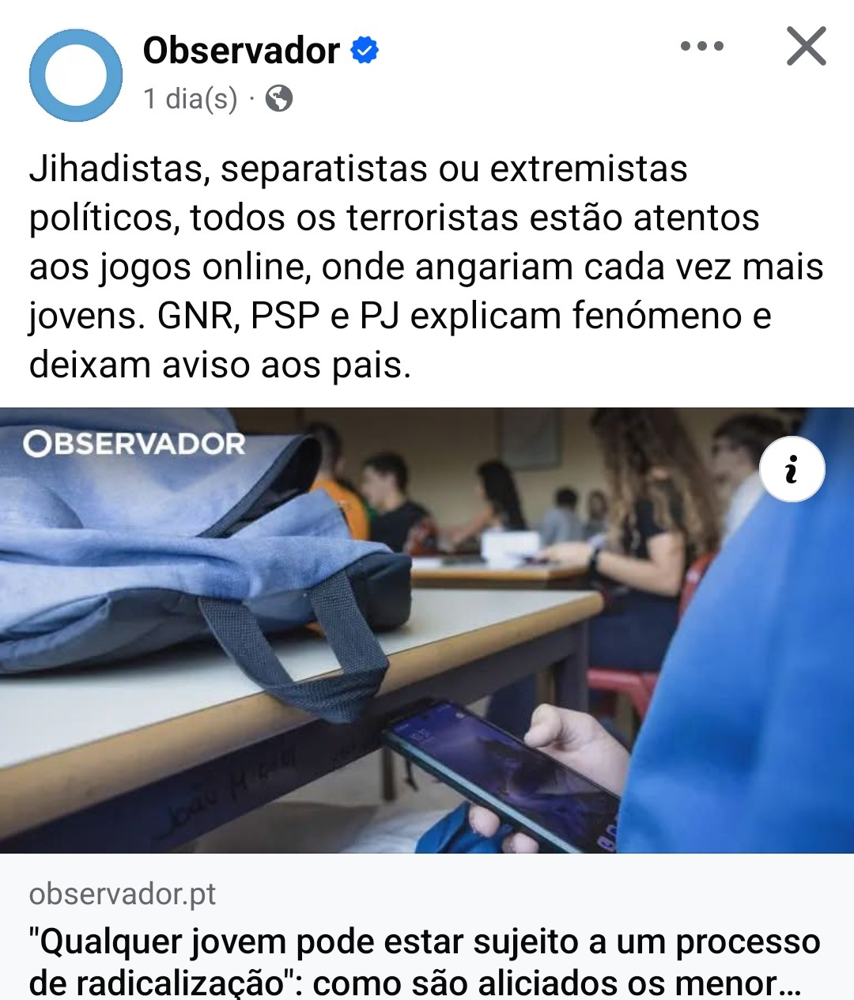 Observador
1 dia(s) ·
Jihadistas, separatistas ou extremistas
políticos, todos os terroristas estão atentos
aos jogos online, onde angariam cada vez mais
jovens. GNR, PSP e PJ explicam fenómeno e
deixam aviso aos pais.
OBSERVADOR
i
João M
observador.pt
"Qualquer jovem pode estar sujeito a um processo
de radicalização": como são aliciados os menor...